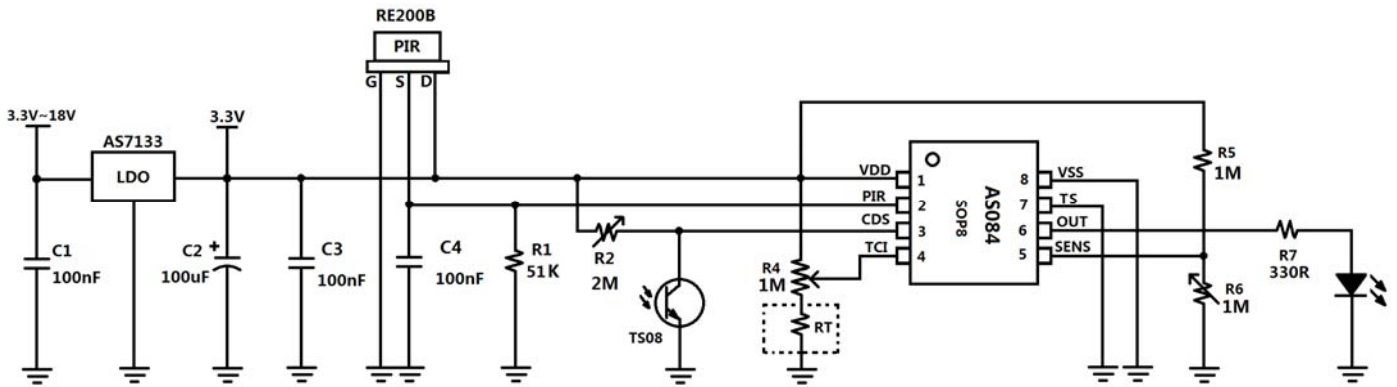 RE200B
PIR
G S D
3.3V~18V
3.3V
AS7133
LDO
C1
100nF
C2
+
100uF
C3
100nF
C4
100nF
R1
51K
R2
2M
TS08
R4
1M
RT
VDD
PIR
CDS
TCI
1
2
3
4
AS084
SOP8
8
7
6
5
VSS
TS
OUT
SENS
R5
1M
R6
1M
R7
330R